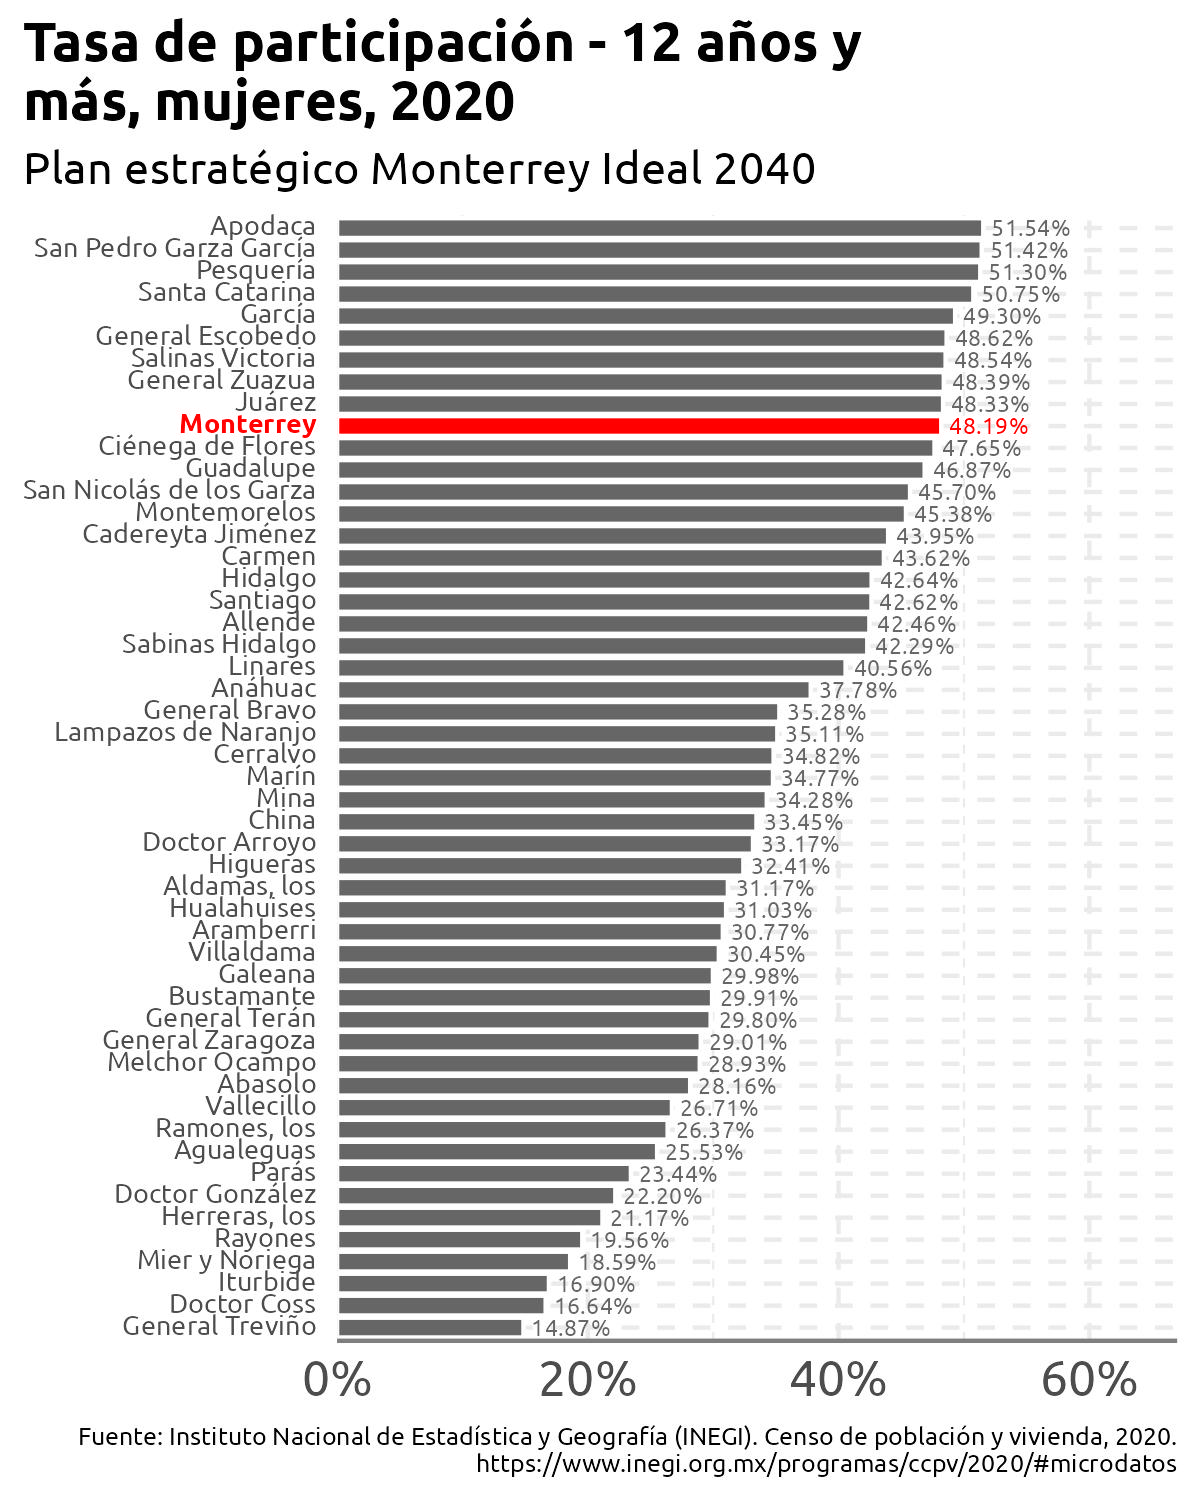 Tasa de participación - 12 años y
más, mujeres, 2020
Plan estratégico Monterrey Ideal 2040
Apodaca 51.54%
San Pedro Garza García 51.42%
Pesquería 51.30%
Santa Catarina 50.75%
García 49.30%
General Escobedo 48.62%
Salinas Victoria 48.54%
General Zuazua 48.39%
Juárez 48.33%
Monterrey 48.19%
Ciénega de Flores 47.65%
Guadalupe 46.87%
San Nicolás de los Garza 45.70%
Montemorelos 45.38%
Cadereyta Jiménez 43.95%
Carmen 43.62%
Hidalgo 42.64%
Santiago 42.62%
Allende 42.46%
Sabinas Hidalgo 42.29%
Linares 40.56%
Anáhuac 37.78%
General Bravo 35.28%
Lampazos de Naranjo 35.11%
Cerralvo 34.82%
Marín 34.77%
Mina 34.28%
China 33.45%
Doctor Arroyo 33.17%
Higueras 32.41%
Aldamas, los 31.17%
Hualahuises 31.03%
Aramberri 30.77%
Villaldama 30.45%
Galeana 29.98%
Bustamante 29.91%
General Terán 29.80%
General Zaragoza 29.01%
Melchor Ocampo 28.93%
Abasolo 28.16%
Vallecillo 26.71%
Ramones, los 26.37%
Agualeguas 25.53%
Parás 23.44%
Doctor González 22.20%
Herreras, los 21.17%
Rayones 19.56%
Mier y Noriega 18.59%
Iturbide 16.90%
Doctor Coss 16.64%
General Treviño 14.87%
0% 20% 40% 60%
Fuente: Instituto Nacional de Estadística y Geografía (INEGI). Censo de población y vivienda, 2020.
https://www.inegi.org.mx/programas/ccpv/2020/#microdatos